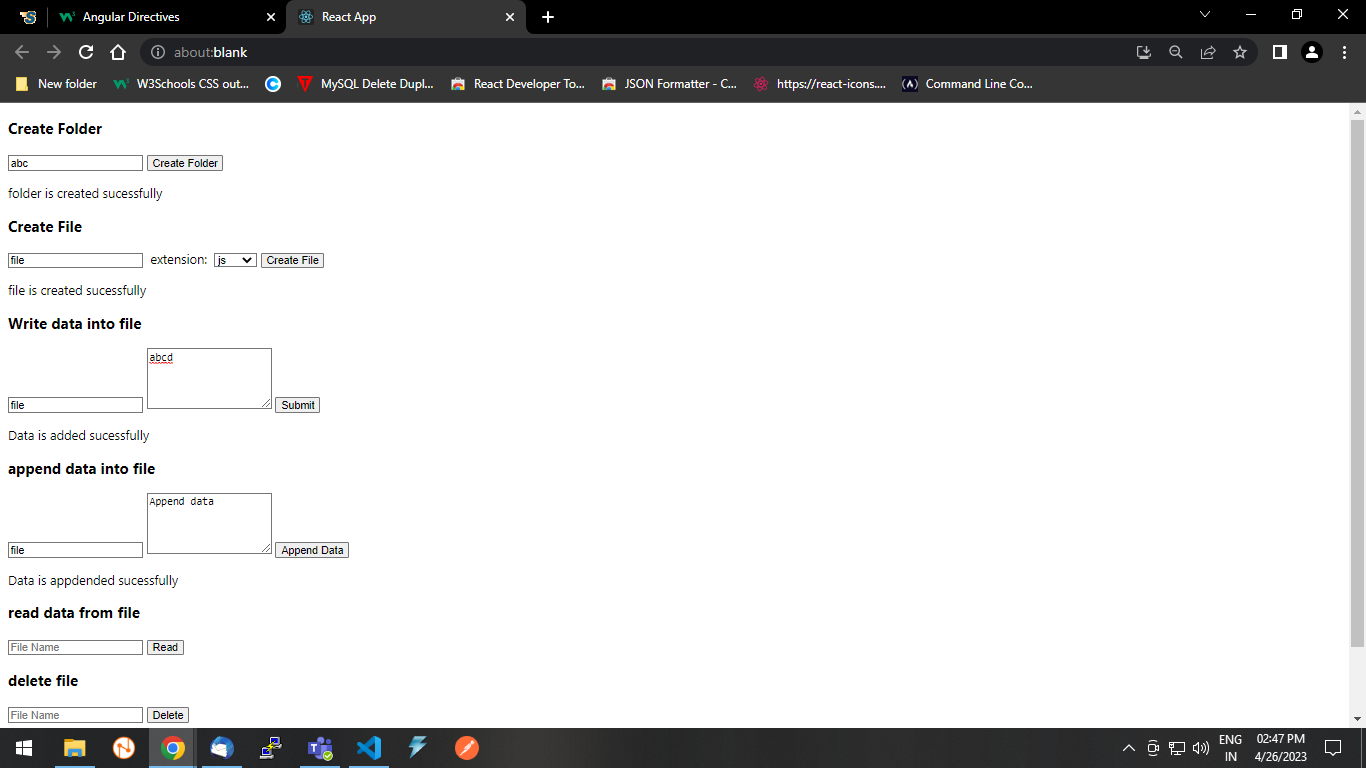 Angular Directives
React App
about:blank
New folder
W3Schools CSS out...
MySQL Delete Dupl...
React Developer To...
JSON Formatter - C...
https://react-icons....
Command Line Co...
Create Folder
abc Create Folder
folder is created sucessfully
Create File
file extension: js Create File
file is created sucessfully
Write data into file
abcd
file Submit
Data is added sucessfully
append data into file
Append data
file Append Data
Data is appdended sucessfully
read data from file
File Name Read
delete file
File Name Delete
ENG 02:47 PM
IN 4/26/2023